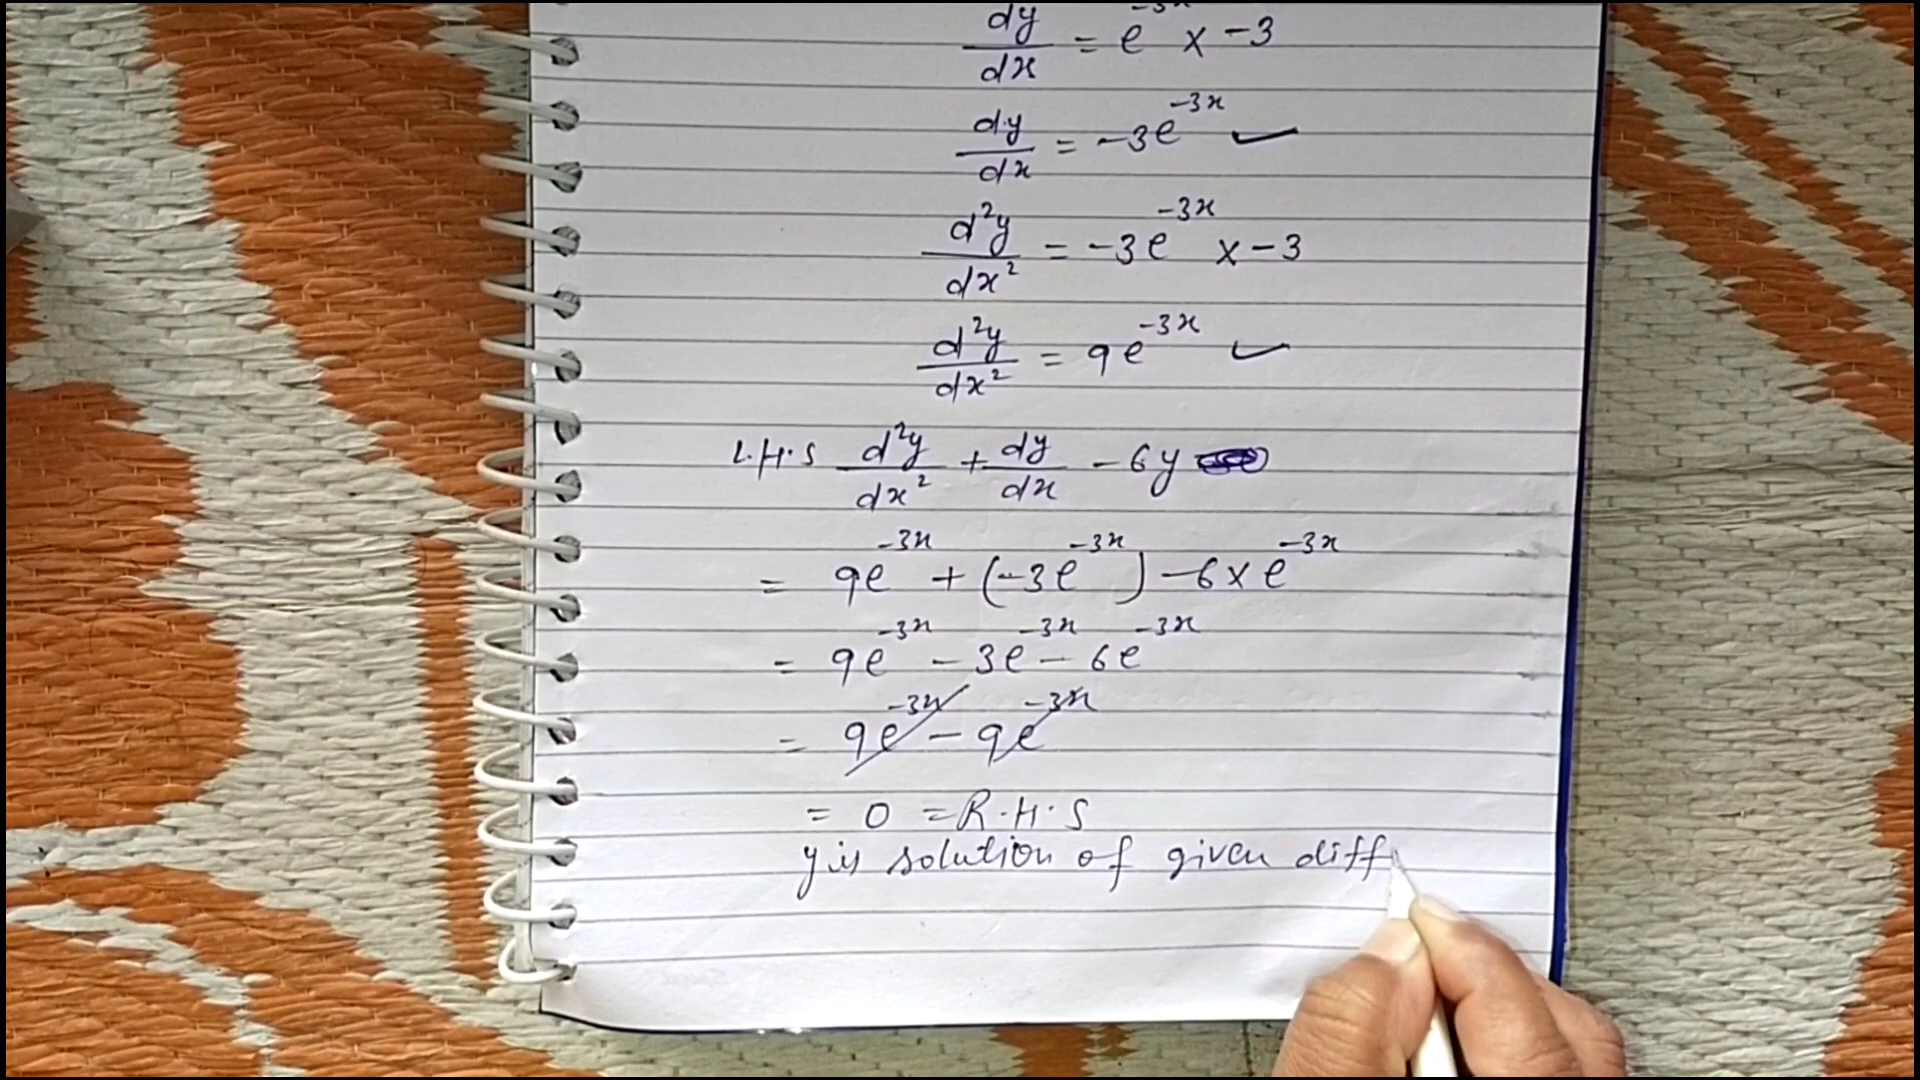 dy/dx = e^-3x × -3
dy/dx = -3e^-3x ✓
d²y/dx² = -3e^-3x × -3
d²y/dx² = 9e^-3x ✓
L.H.S d²y/dx² + dy/dx - 6y
= 9e^-3x + (-3e^-3x) - 6×e^-3x
= 9e^-3x - 3e^-3x - 6e^-3x
= 9e^-3x - 9e^-3x
= 0 = R.H.S
y is solution of given diff